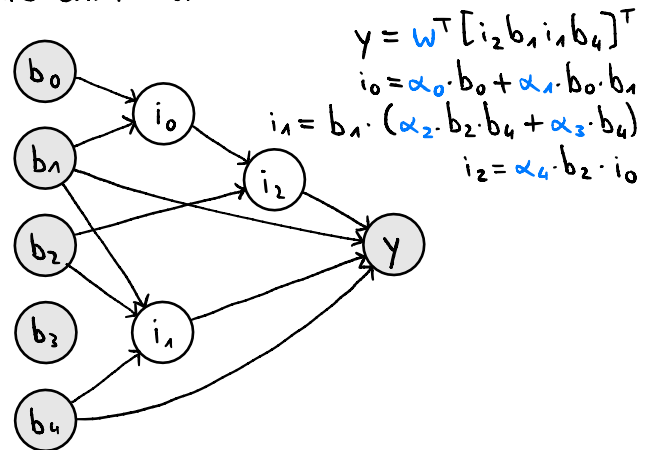 y = w^T [i₂ b₁ i₁ b₄]^T
i₀ = α₀·b₀ + α₁·b₀·b₁
i₁ = b₁·(α₂·b₂·b₄ + α₃·b₄)
i₂ = α₄·b₂·i₀
b₀
i₀
b₁
i₂
b₂
y
b₃
i₁
b₄